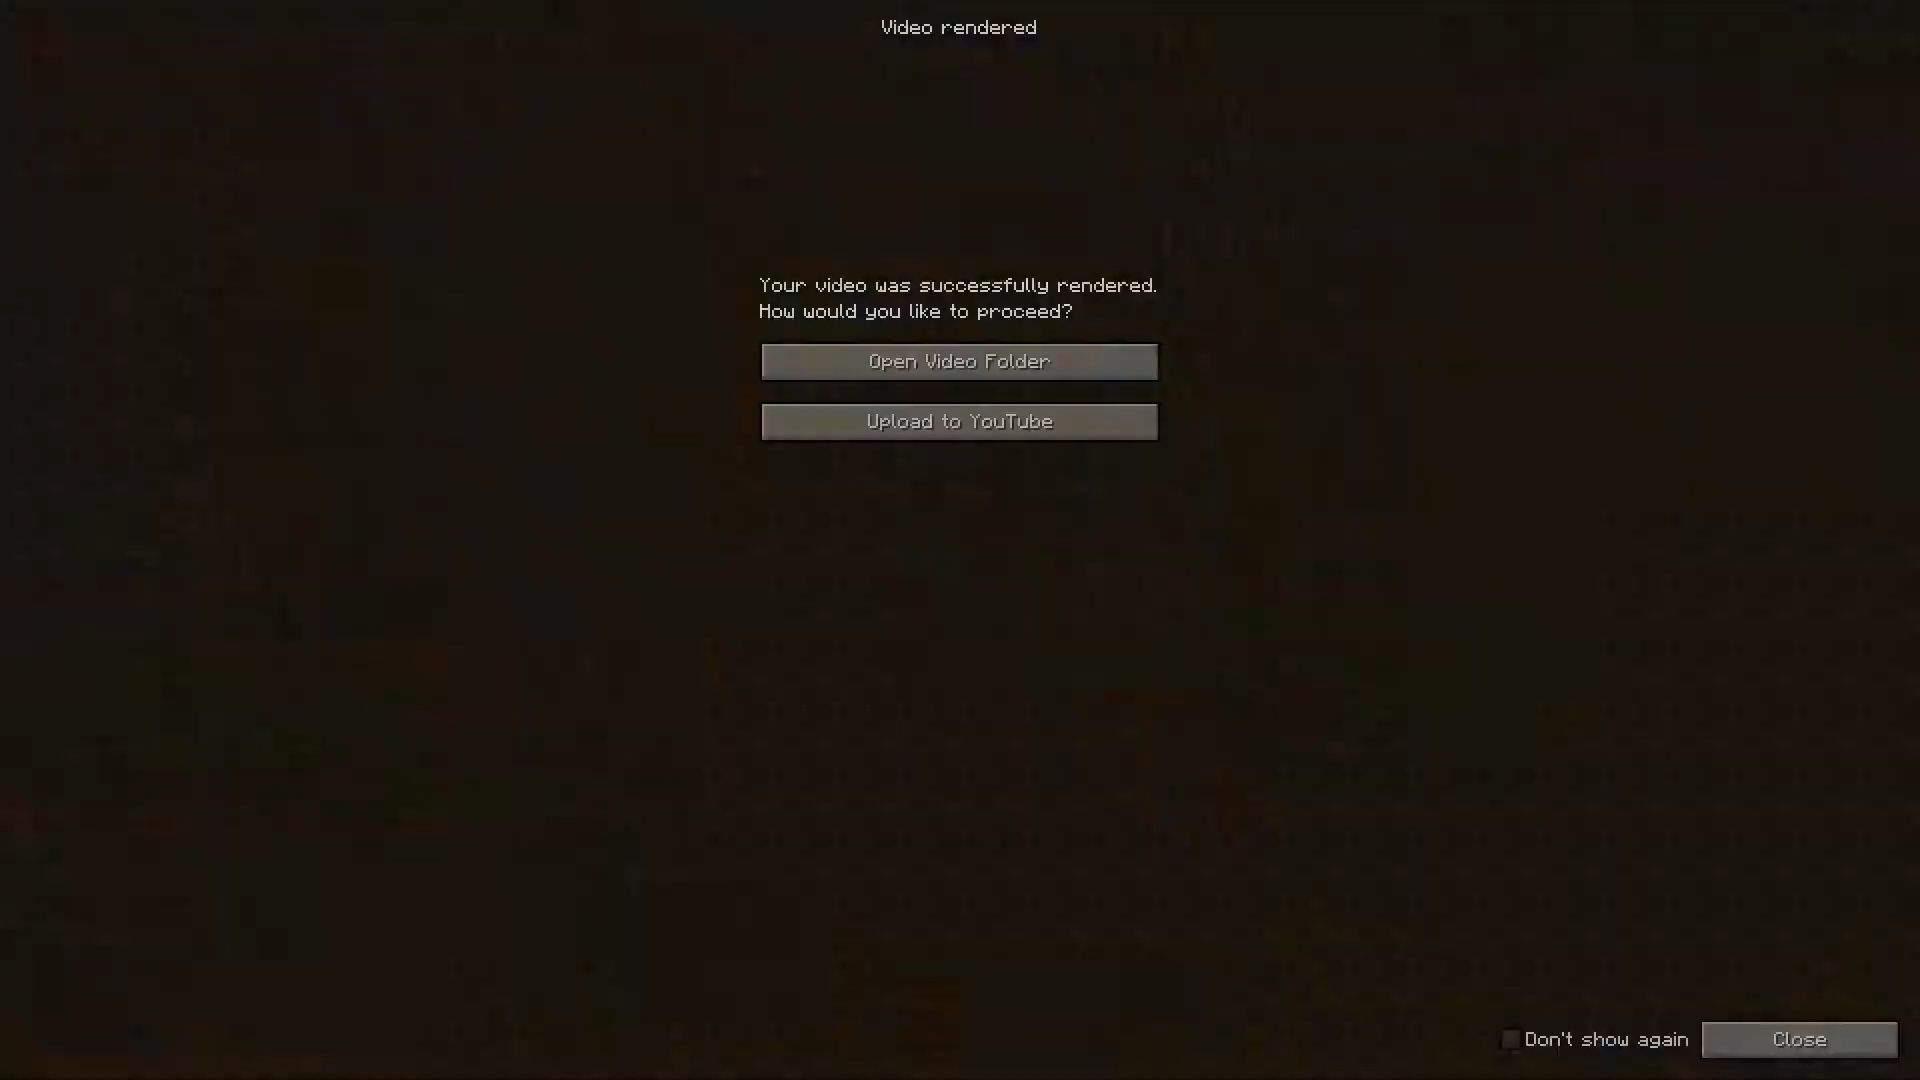 Video rendered
Your video was successfully rendered.
How would you like to proceed?
Open Video Folder
Upload to YouTube
Don't show again
Close